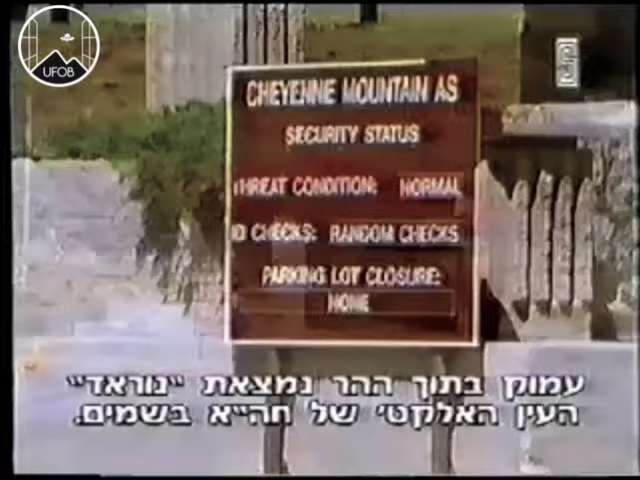 UFOB
CHEYENNE MOUNTAIN AS
SECURITY STATUS
THREAT CONDITION: NORMAL
ID CHECKS: RANDOM CHECKS
PARKING LOT CLOSURE:
NONE
עמוק בתוך ההר נמצאת "נוראד"
העין האלקט' של חה"א בשמים.